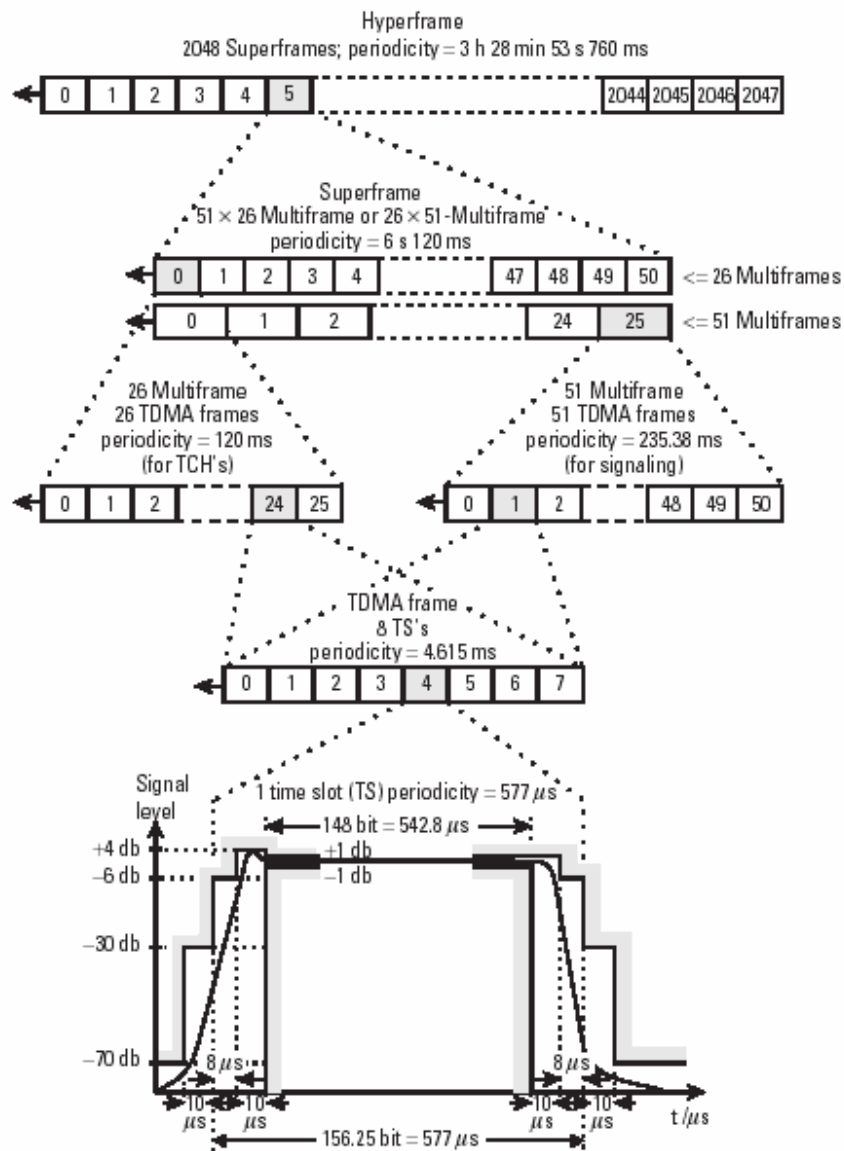 Hyperframe
2048 Superframes; periodicity = 3 h 28 min 53 s 760 ms
0 1 2 3 4 5 2044 2045 2046 2047
Superframe
51 × 26 Multiframe or 26 × 51-Multiframe
periodicity = 6 s 120 ms
0 1 2 3 4 47 48 49 50 <= 26 Multiframes
0 1 2 24 25 <= 51 Multiframes
26 Multiframe
26 TDMA frames
periodicity = 120 ms
(for TCH's)
51 Multiframe
51 TDMA frames
periodicity = 235.38 ms
(for signaling)
0 1 2 24 25
0 1 2 48 49 50
TDMA frame
8 TS's
periodicity = 4.615 ms
0 1 2 3 4 5 6 7
Signal
level
1 time slot (TS) periodicity = 577 µs
148 bit = 542.8 µs
+4 db
+1 db
−6 db
−1 db
−30 db
−70 db
8 µs
8 µs
10
µs
10
µs
10
µs
10
µs
t/µs
156.25 bit = 577 µs